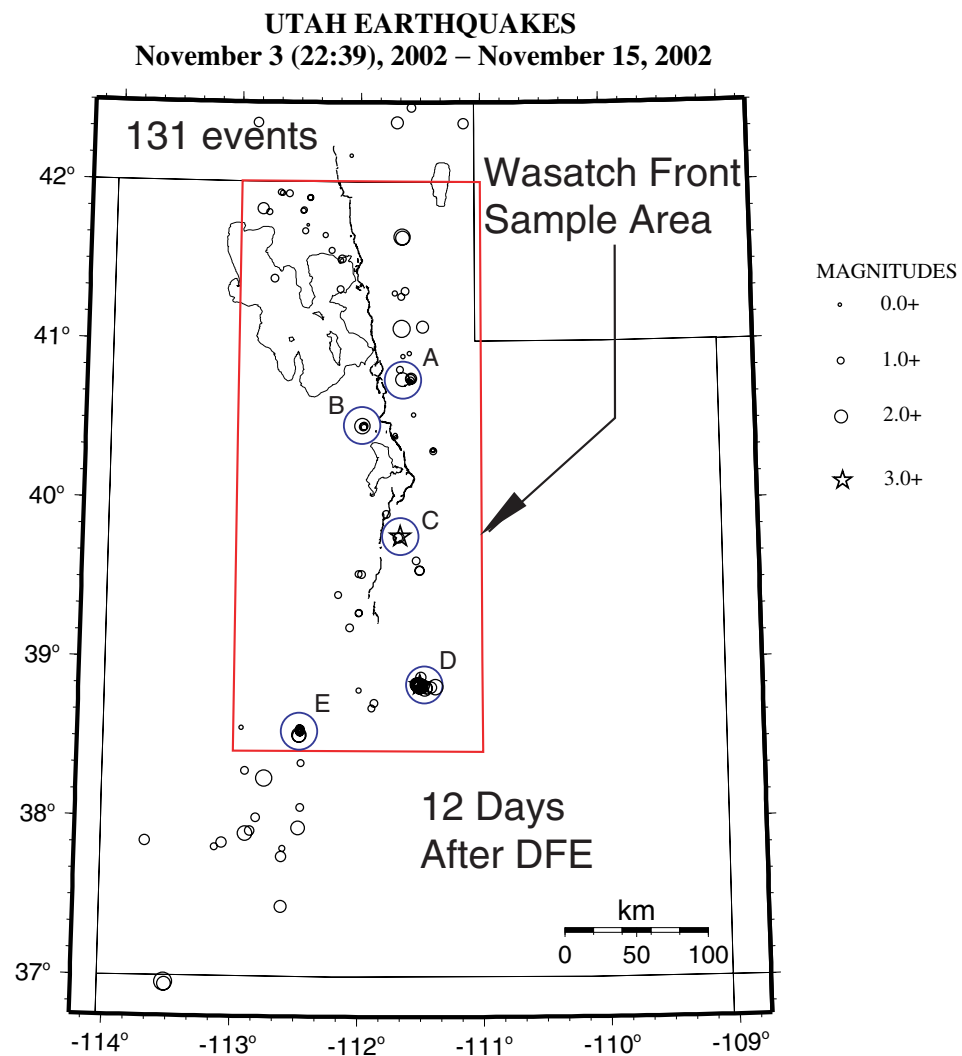 UTAH EARTHQUAKES
November 3 (22:39), 2002 – November 15, 2002
131 events
Wasatch Front
Sample Area
MAGNITUDES
0.0+
1.0+
2.0+
3.0+
42°
41°
40°
39°
38°
37°
A
B
C
D
E
12 Days
After DFE
km
0 50 100
-114° -113° -112° -111° -110° -109°